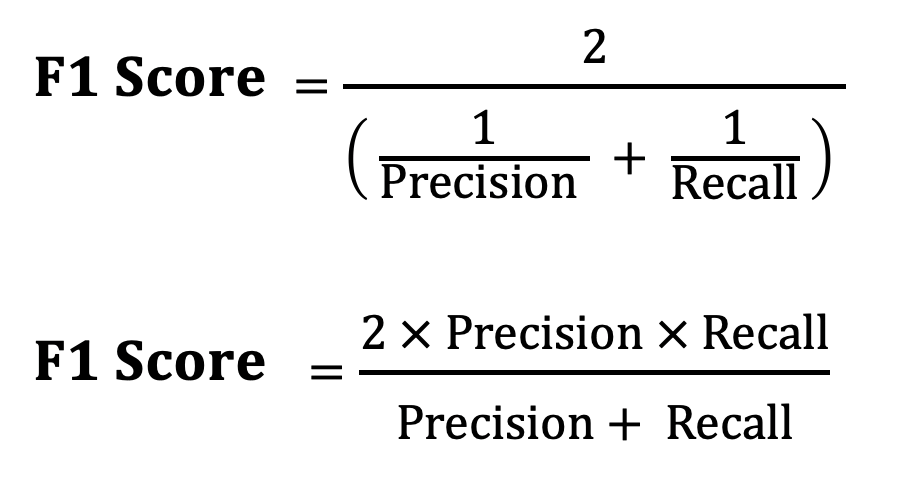 F1 Score = 2 / ( 1 / Precision + 1 / Recall )
F1 Score = 2 × Precision × Recall / Precision + Recall